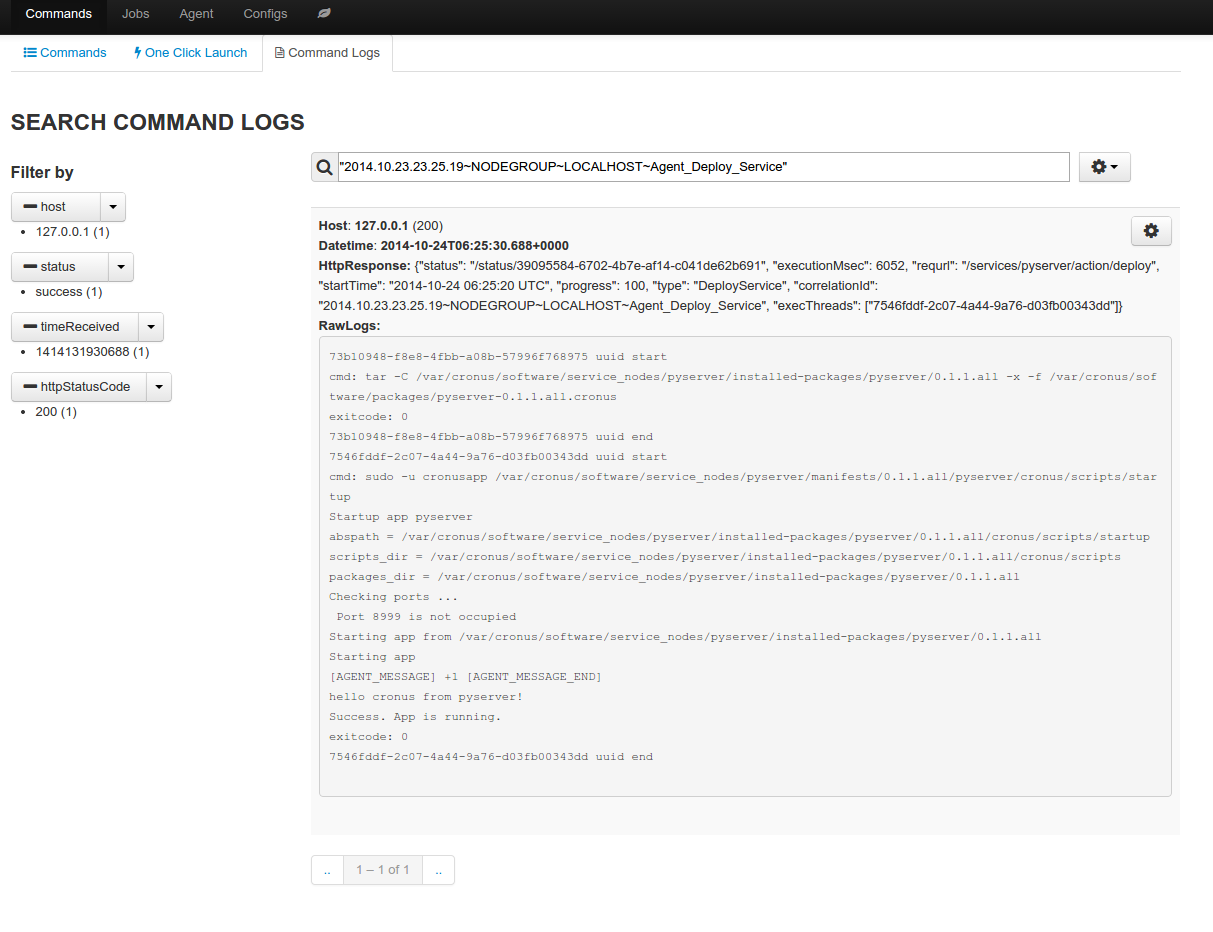 Commands Jobs Agent Configs
Commands One Click Launch Command Logs
SEARCH COMMAND LOGS
Filter by
host
127.0.0.1 (1)
status
success (1)
timeReceived
1414131930688 (1)
httpStatusCode
200 (1)
"2014.10.23.23.25.19~NODEGROUP~LOCALHOST~Agent_Deploy_Service"
Host: 127.0.0.1 (200)
Datetime: 2014-10-24T06:25:30.688+0000
HttpResponse: {"status": "/status/39095584-6702-4b7e-af14-c041de62b691", "executionMsec": 6052, "requrl": "/services/pyserver/action/deploy",
"startTime": "2014-10-24 06:25:20 UTC", "progress": 100, "type": "DeployService", "correlationId":
"2014.10.23.23.25.19~NODEGROUP~LOCALHOST~Agent_Deploy_Service", "execThreads": ["7546fddf-2c07-4a44-9a76-d03fb00343dd"]}
RawLogs:
73b10948-f8e8-4fbb-a08b-57996f768975 uuid start
cmd: tar -C /var/cronus/software/service_nodes/pyserver/installed-packages/pyserver/0.1.1.all -x -f /var/cronus/sof
tware/packages/pyserver-0.1.1.all.cronus
exitcode: 0
73b10948-f8e8-4fbb-a08b-57996f768975 uuid end
7546fddf-2c07-4a44-9a76-d03fb00343dd uuid start
cmd: sudo -u cronusapp /var/cronus/software/service_nodes/pyserver/manifests/0.1.1.all/pyserver/cronus/scripts/star
tup
Startup app pyserver
abspath = /var/cronus/software/service_nodes/pyserver/installed-packages/pyserver/0.1.1.all/cronus/scripts/startup
scripts_dir = /var/cronus/software/service_nodes/pyserver/installed-packages/pyserver/0.1.1.all/cronus/scripts
packages_dir = /var/cronus/software/service_nodes/pyserver/installed-packages/pyserver/0.1.1.all
Checking ports ...
Port 8999 is not occupied
Starting app from /var/cronus/software/service_nodes/pyserver/installed-packages/pyserver/0.1.1.all
Starting app
[AGENT_MESSAGE] +1 [AGENT_MESSAGE_END]
hello cronus from pyserver!
Success. App is running.
exitcode: 0
7546fddf-2c07-4a44-9a76-d03fb00343dd uuid end
.. 1 – 1 of 1 ..